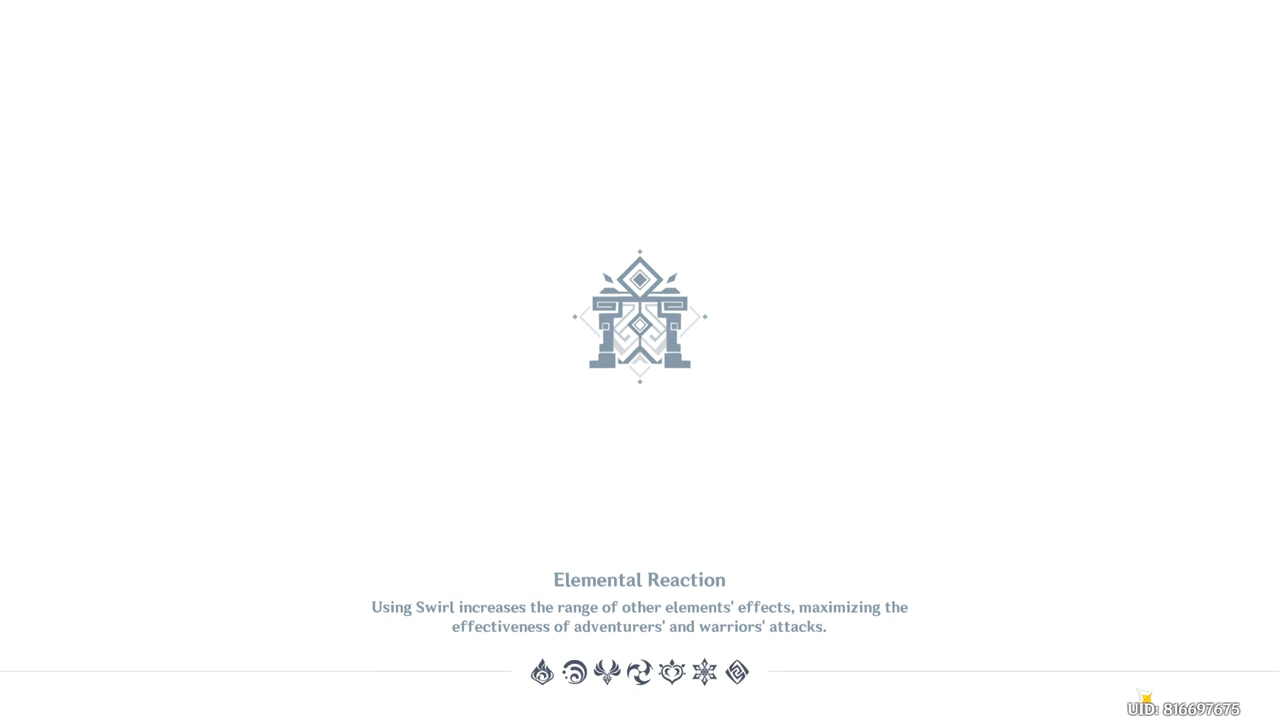 Elemental Reaction
Using Swirl increases the range of other elements' effects, maximizing the
effectiveness of adventurers' and warriors' attacks.
UID: 816697675